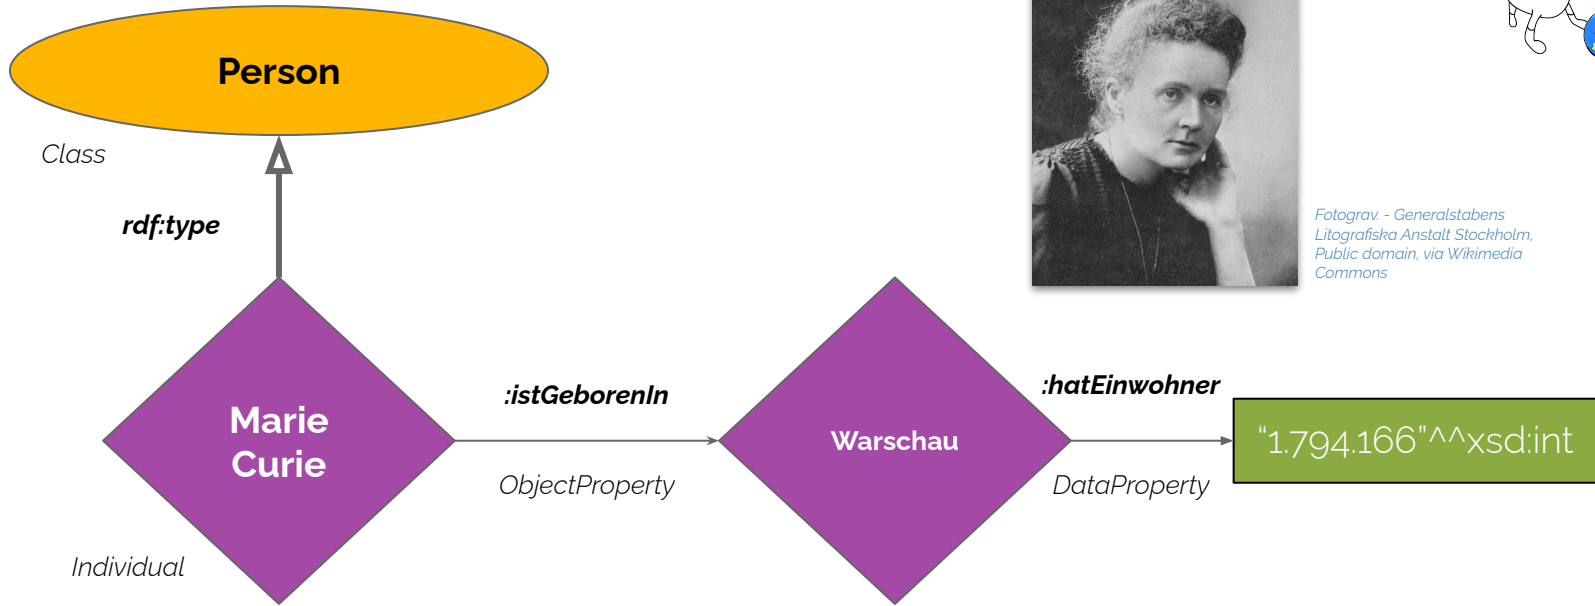 Person
Class
rdf:type
Fotograv. - Generalstabens
Litografiska Anstalt Stockholm,
Public domain, via Wikimedia
Commons
Marie
Curie
:istGeborenIn
ObjectProperty
Warschau
:hatEinwohner
DataProperty
“1.794.166”^^xsd:int
Individual